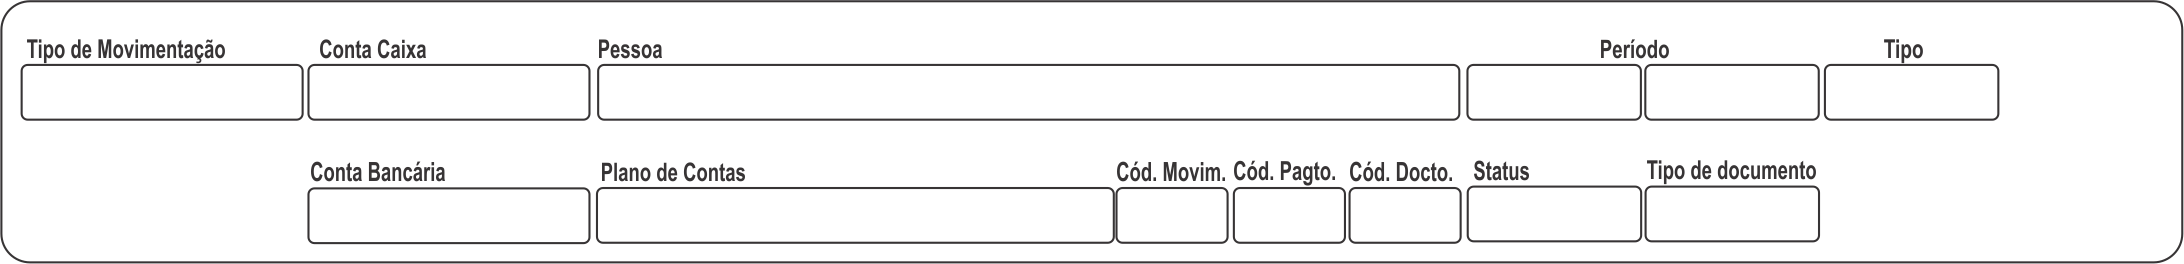 Tipo de Movimentação Conta Caixa Pessoa Período Tipo
Conta Bancária Plano de Contas Cód. Movim. Cód. Pagto. Cód. Docto. Status Tipo de documento